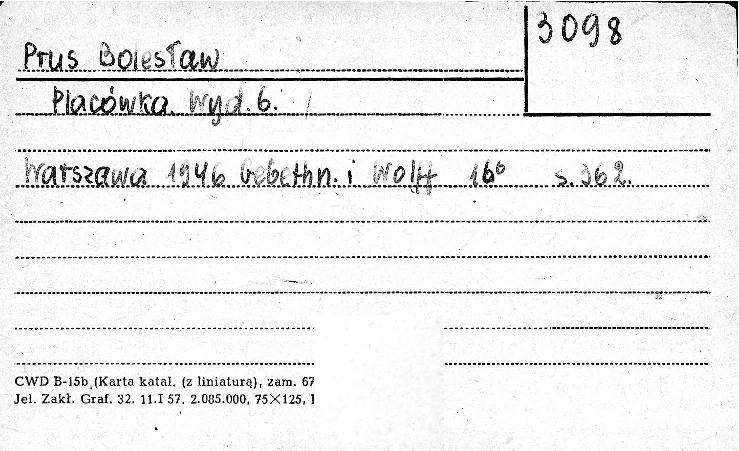 3098
Prus Bolesław
Placówka. Wyd. 6.
Warszawa 1946 Gebethn. i Wolff 16° s. 362.
CWD B-15b (Karta katal. (z liniaturą), zam. 67
Jel. Zakł. Graf. 32. 11.I 57. 2.085.000, 75×125, 1